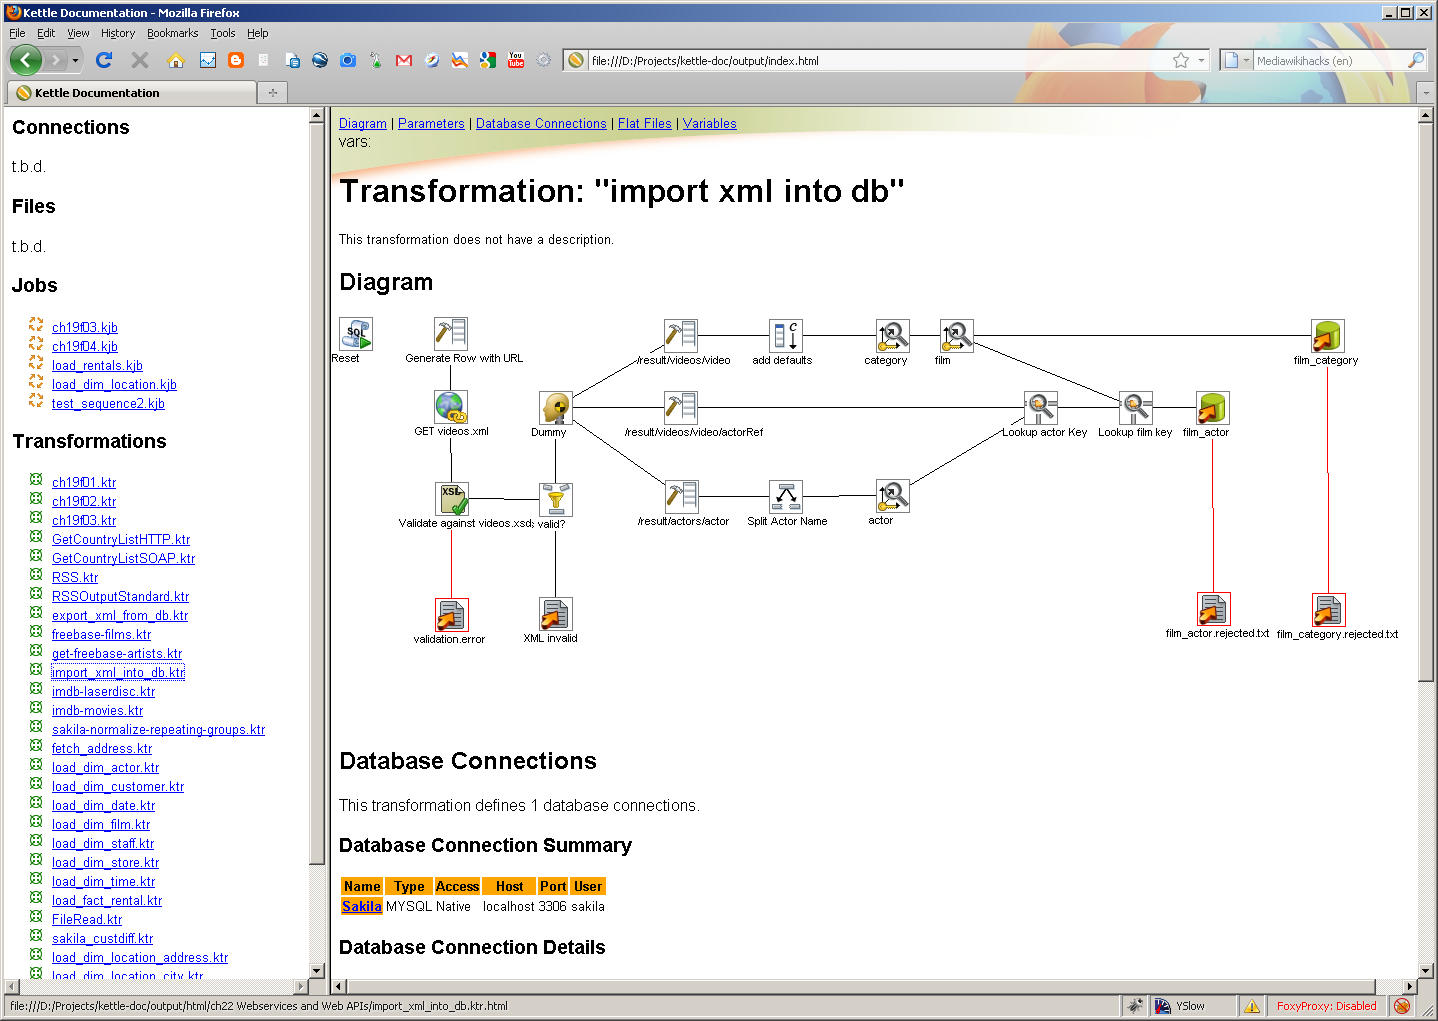 Kettle Documentation - Mozilla Firefox
File Edit View History Bookmarks Tools Help
file:///D:/Projects/kettle-doc/output/index.html
Mediawikihacks (en)
Kettle Documentation
Connections
t.b.d.
Files
t.b.d.
Jobs
ch19f03.kjb
ch19f04.kjb
load_rentals.kjb
load_dim_location.kjb
test_sequence2.kjb
Transformations
ch19f01.ktr
ch19f02.ktr
ch19f03.ktr
GetCountryListHTTP.ktr
GetCountryListSOAP.ktr
RSS.ktr
RSSOutputStandard.ktr
export_xml_from_db.ktr
freebase-films.ktr
get-freebase-artists.ktr
import_xml_into_db.ktr
imdb-laserdisc.ktr
imdb-movies.ktr
sakila-normalize-repeating-groups.ktr
fetch_address.ktr
load_dim_actor.ktr
load_dim_customer.ktr
load_dim_date.ktr
load_dim_film.ktr
load_dim_staff.ktr
load_dim_store.ktr
load_dim_time.ktr
load_fact_rental.ktr
FileRead.ktr
sakila_custdiff.ktr
load_dim_location_address.ktr
load_dim_location_city.ktr
Diagram | Parameters | Database Connections | Flat Files | Variables
vars:
Transformation: "import xml into db"
This transformation does not have a description.
Diagram
SQL
Reset
Generate Row with URL
/result/videos/video
add defaults
category
film
film_category
GET videos.xml
Dummy
/result/videos/video/actorRef
Lookup actor Key
Lookup film key
film_actor
XSL
Validate against videos.xsd
valid?
/result/actors/actor
Split Actor Name
actor
validation.error
XML invalid
film_actor.rejected.txt
film_category.rejected.txt
Database Connections
This transformation defines 1 database connections.
Database Connection Summary
Name Type Access Host Port User
Sakila MYSQL Native localhost 3306 sakila
Database Connection Details
file:///D:/Projects/kettle-doc/output/html/ch22 Webservices and Web APIs/import_xml_into_db.ktr.html
YSlow
FoxyProxy: Disabled